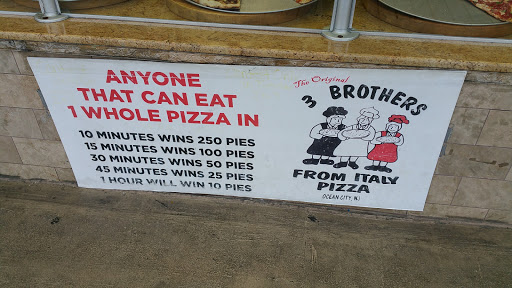 ANYONE
THAT CAN EAT
1 WHOLE PIZZA IN
10 MINUTES WINS 250 PIES
15 MINUTES WINS 100 PIES
30 MINUTES WINS 50 PIES
45 MINUTES WINS 25 PIES
1 HOUR WILL WIN 10 PIES
The Original
3 BROTHERS
FROM ITALY
PIZZA
OCEAN CITY, NJ